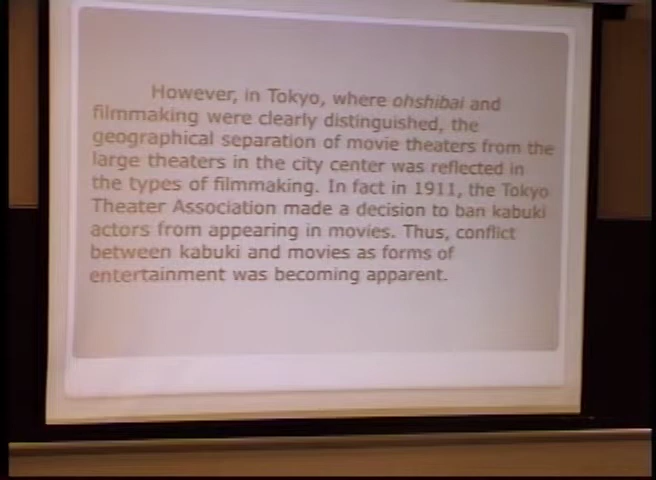 However, in Tokyo, where ohshibai and
filmmaking were clearly distinguished, the
geographical separation of movie theaters from the
large theaters in the city center was reflected in
the types of filmmaking. In fact in 1911, the Tokyo
Theater Association made a decision to ban kabuki
actors from appearing in movies. Thus, conflict
between kabuki and movies as forms of
entertainment was becoming apparent.